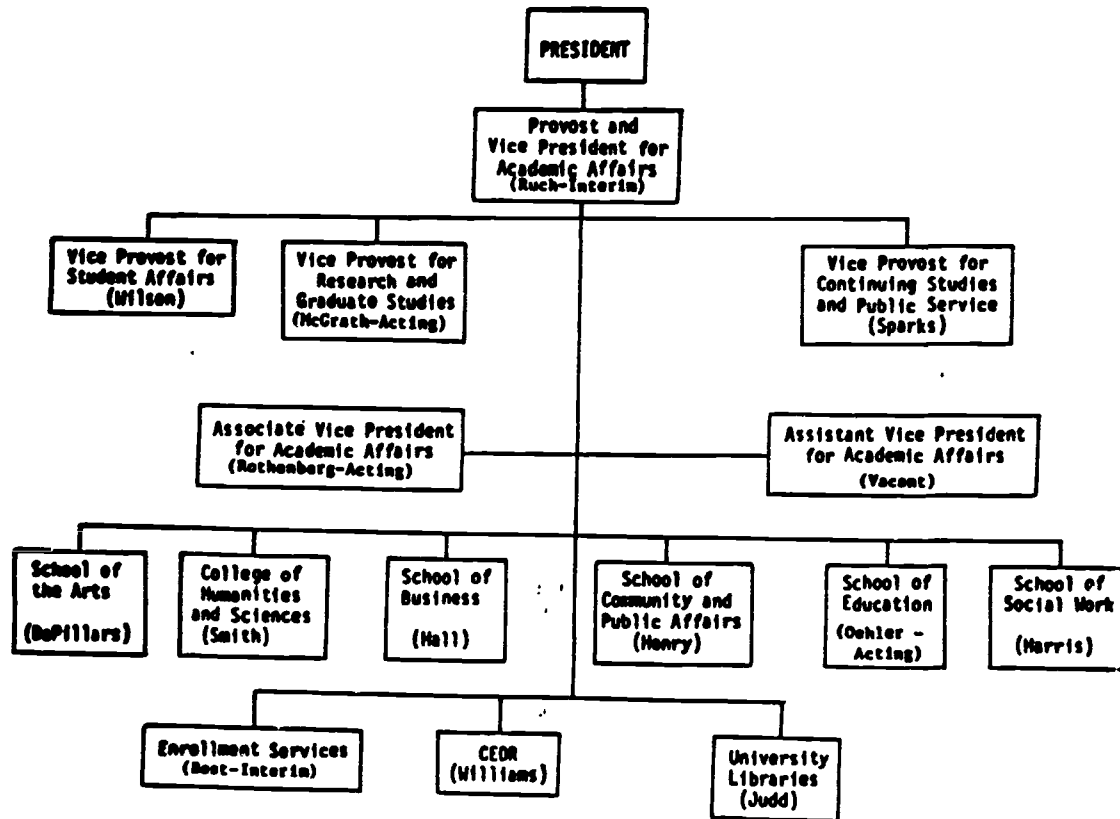 PRESIDENT
Provost and
Vice President for
Academic Affairs
(Ruch-Interim)
Vice Provost for
Student Affairs
(Wilson)
Vice Provost for
Research and
Graduate Studies
(McGrath-Acting)
Vice Provost for
Continuing Studies
and Public Service
(Sparks)
Associate Vice President
for Academic Affairs
(Rothenberg-Acting)
Assistant Vice President
for Academic Affairs
(Vacant)
School of
the Arts
(DePillars)
College of
Humanities
and Sciences
(Smith)
School of
Business
(Hall)
School of
Community and
Public Affairs
(Henry)
School of
Education
(Oehler -
Acting)
School of
Social Work
(Harris)
Enrollment Services
(Best-Interim)
CEDR
(Williams)
University
Libraries
(Judd)